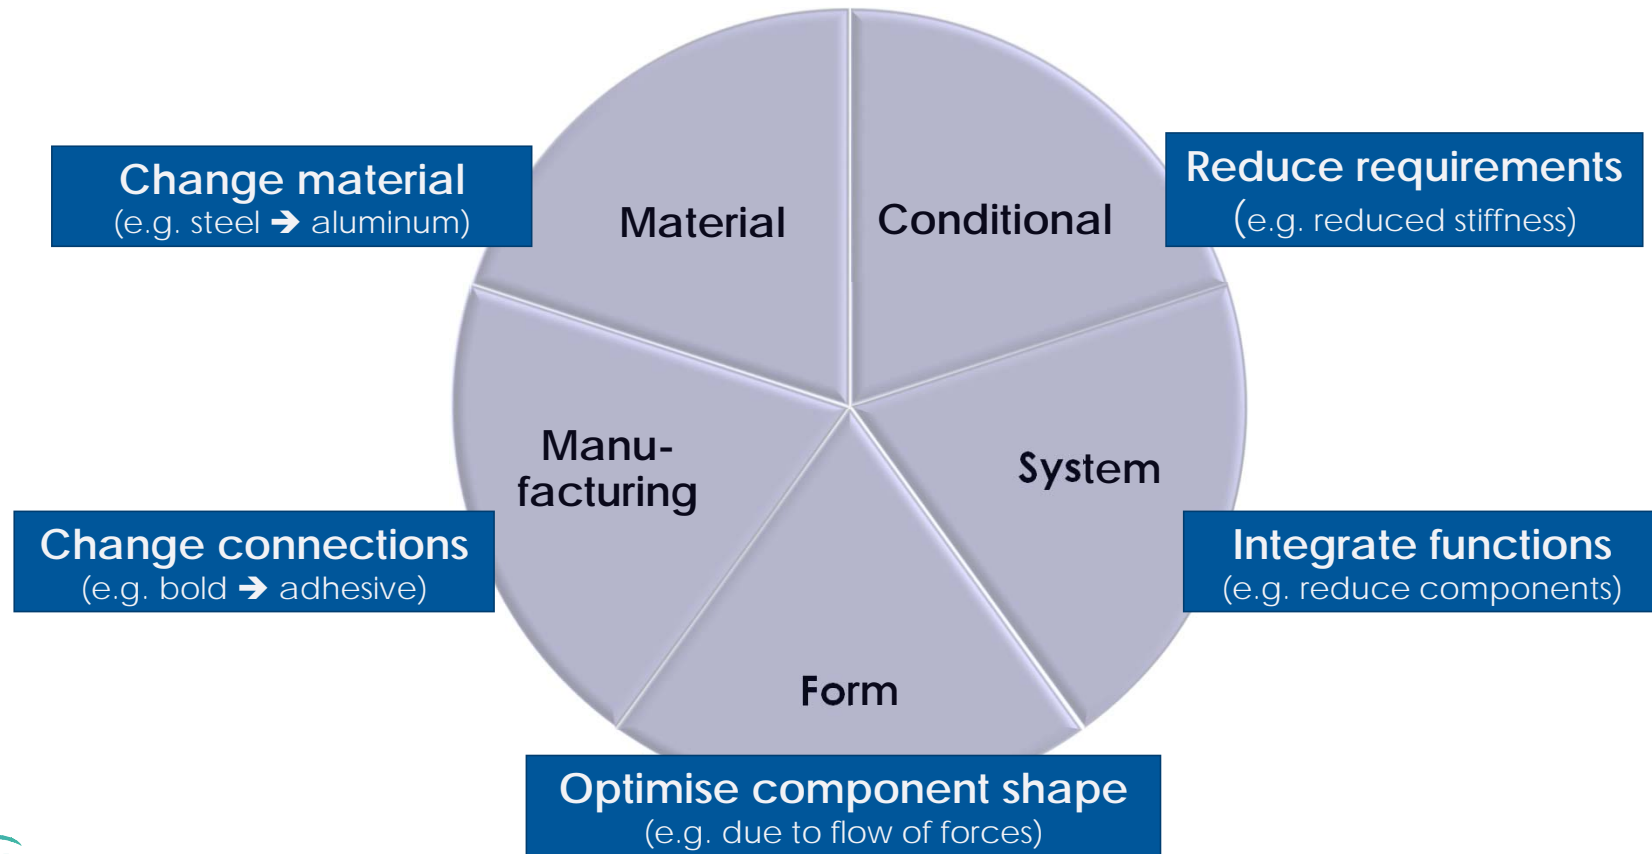 Change material
(e.g. steel ➔ aluminum)
Material
Conditional
Reduce requirements
(e.g. reduced stiffness)
Manu-
facturing
System
Change connections
(e.g. bold ➔ adhesive)
Integrate functions
(e.g. reduce components)
Form
Optimise component shape
(e.g. due to flow of forces)